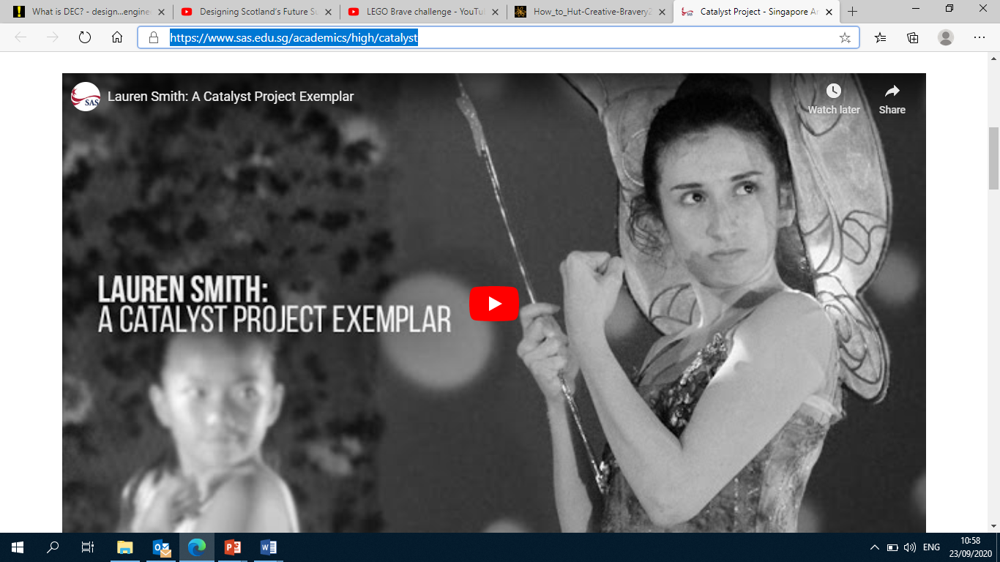 What is DEC? - design...engine
Designing Scotland's Future Su
LEGO Brave challenge - YouTu
How_to_Hut-Creative-Bravery2
Catalyst Project - Singapore Am
https://www.sas.edu.sg/academics/high/catalyst
SAS
Lauren Smith: A Catalyst Project Exemplar
Watch later
Share
LAUREN SMITH:
A CATALYST PROJECT EXEMPLAR
ENG
10:58
23/09/2020